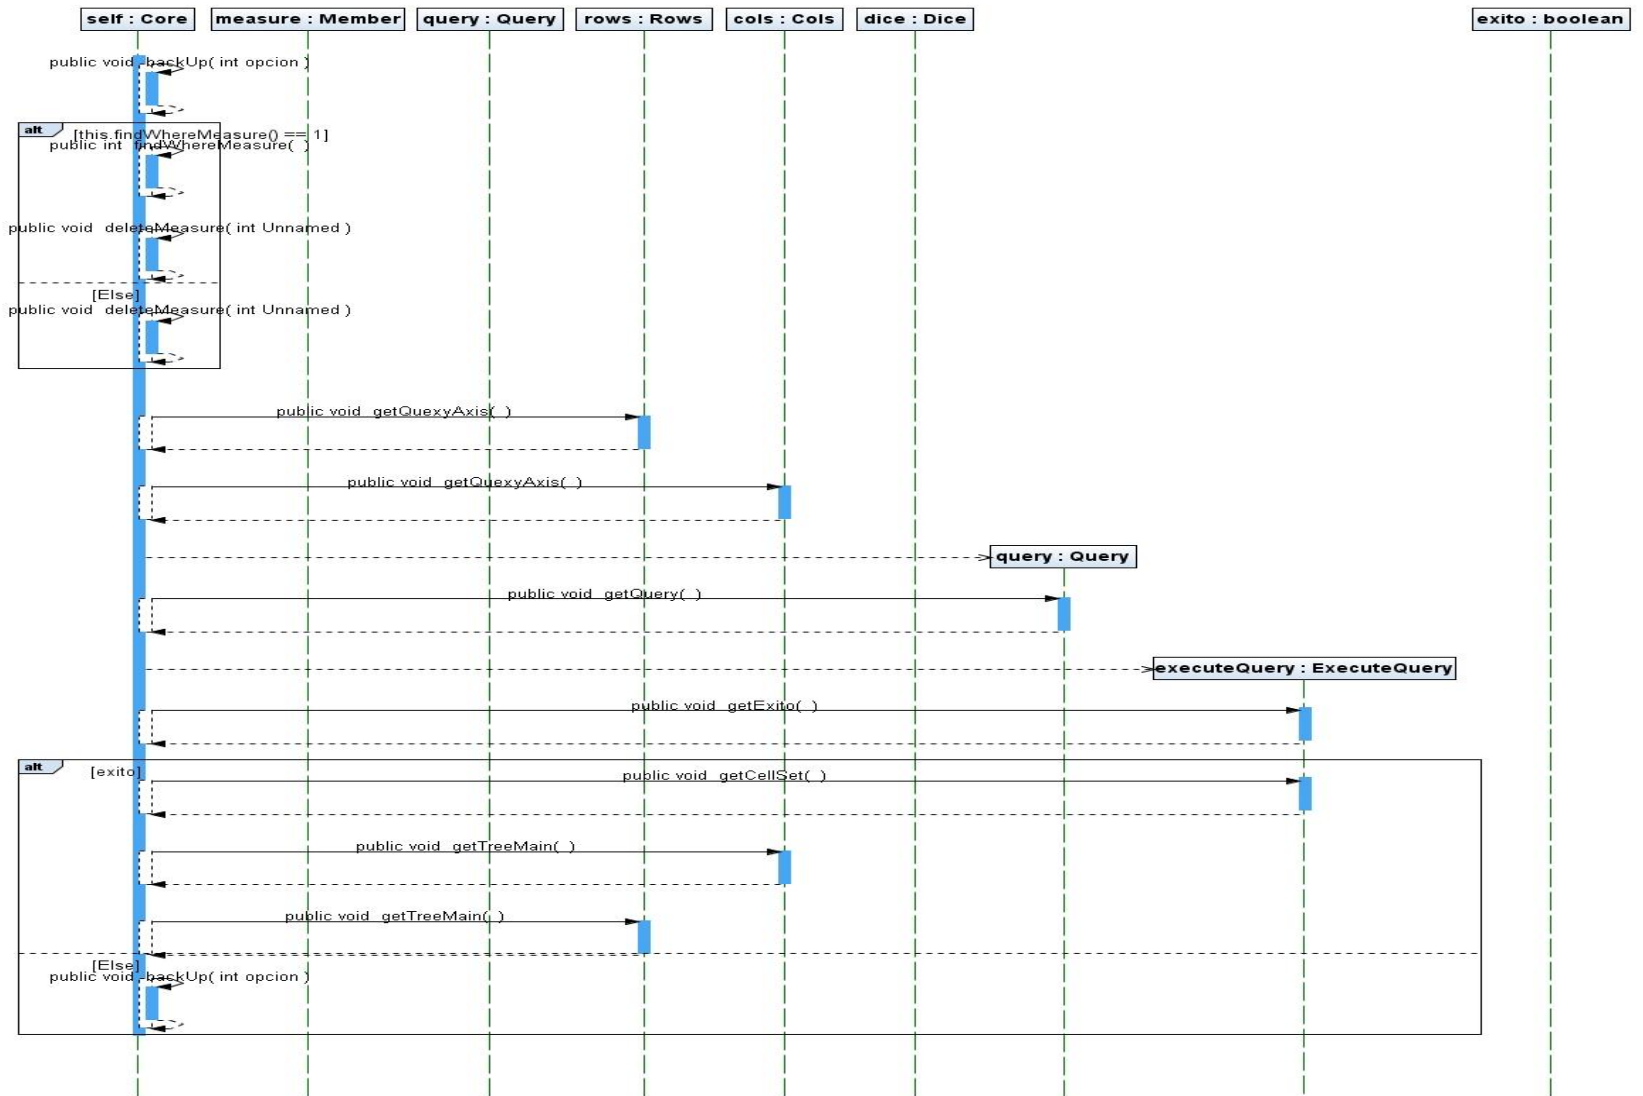 self : Core
measure : Member
query : Query
rows : Rows
cols : Cols
dice : Dice
exito : boolean
public void backUp( int opcion )
alt
[this.findWhereMeasure() == 1]
public int findWhereMeasure( )
public void deleteMeasure( int Unnamed )
[Else]
public void deleteMeasure( int Unnamed )
public void getQuexyAxis( )
public void getQuexyAxis( )
query : Query
public void getQuery( )
executeQuery : ExecuteQuery
public void getExito( )
alt
[exito]
public void getCellSet( )
public void getTreeMain( )
public void getTreeMain( )
[Else]
public void backUp( int opcion )